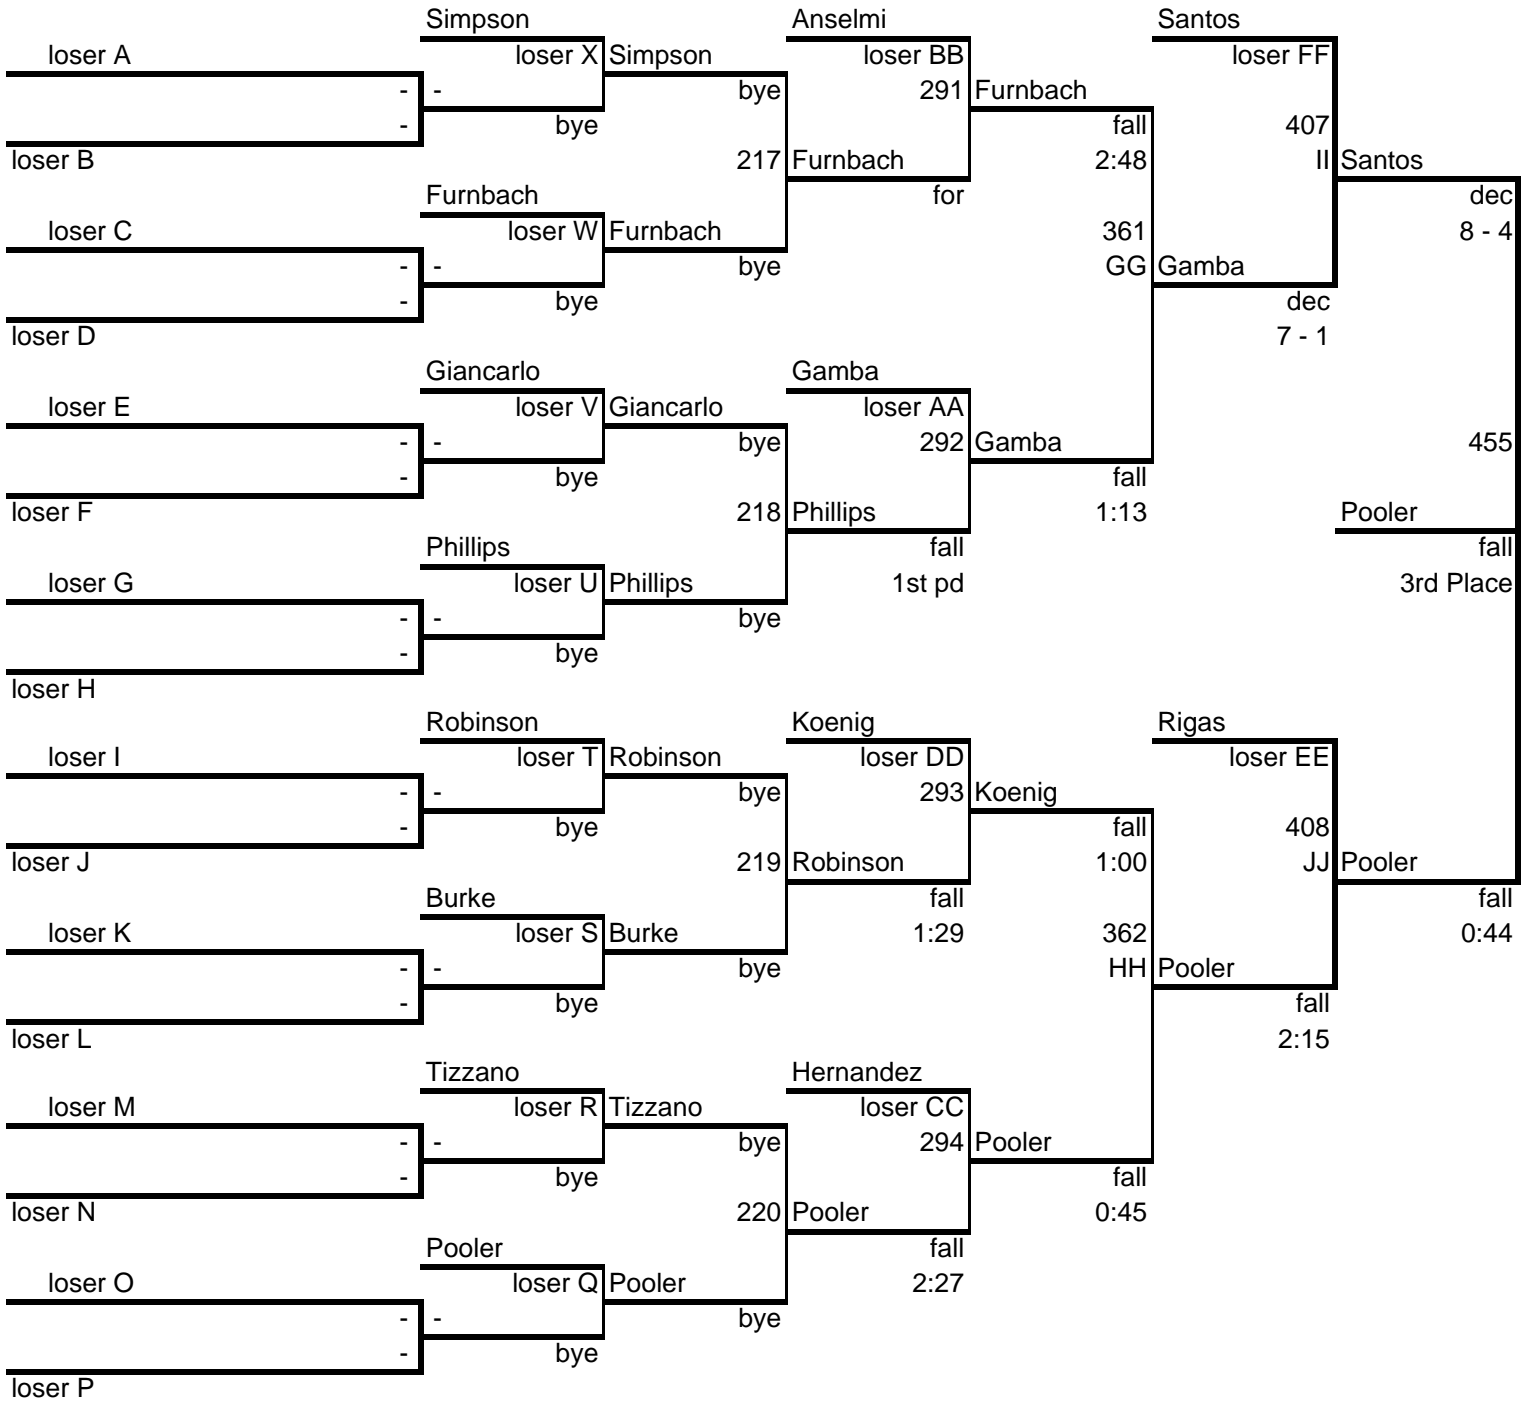 Simpson
Anselmi
Santos
loser A
loser X
Simpson
loser BB
loser FF
-
-
bye
291
Furnbach
-
bye
fall
407
loser B
217
Furnbach
2:48
II
Santos
Furnbach
for
dec
loser C
loser W
Furnbach
361
8 - 4
-
-
bye
GG
Gamba
-
bye
dec
loser D
7 - 1
Giancarlo
Gamba
loser E
loser V
Giancarlo
loser AA
-
-
bye
292
Gamba
455
-
bye
fall
loser F
218
Phillips
1:13
Pooler
Phillips
fall
fall
loser G
loser U
Phillips
1st pd
3rd Place
-
-
bye
-
bye
loser H
Robinson
Koenig
Rigas
loser I
loser T
Robinson
loser DD
loser EE
-
-
bye
293
Koenig
-
bye
fall
408
loser J
219
Robinson
1:00
JJ
Pooler
Burke
fall
fall
loser K
loser S
Burke
1:29
362
0:44
-
-
bye
HH
Pooler
-
bye
fall
loser L
2:15
Tizzano
Hernandez
loser M
loser R
Tizzano
loser CC
-
-
bye
294
Pooler
-
bye
fall
loser N
220
Pooler
0:45
Pooler
fall
loser O
loser Q
Pooler
2:27
-
-
bye
-
bye
loser P